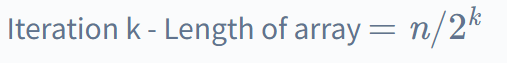 Iteration k - Length of array = n/2^k